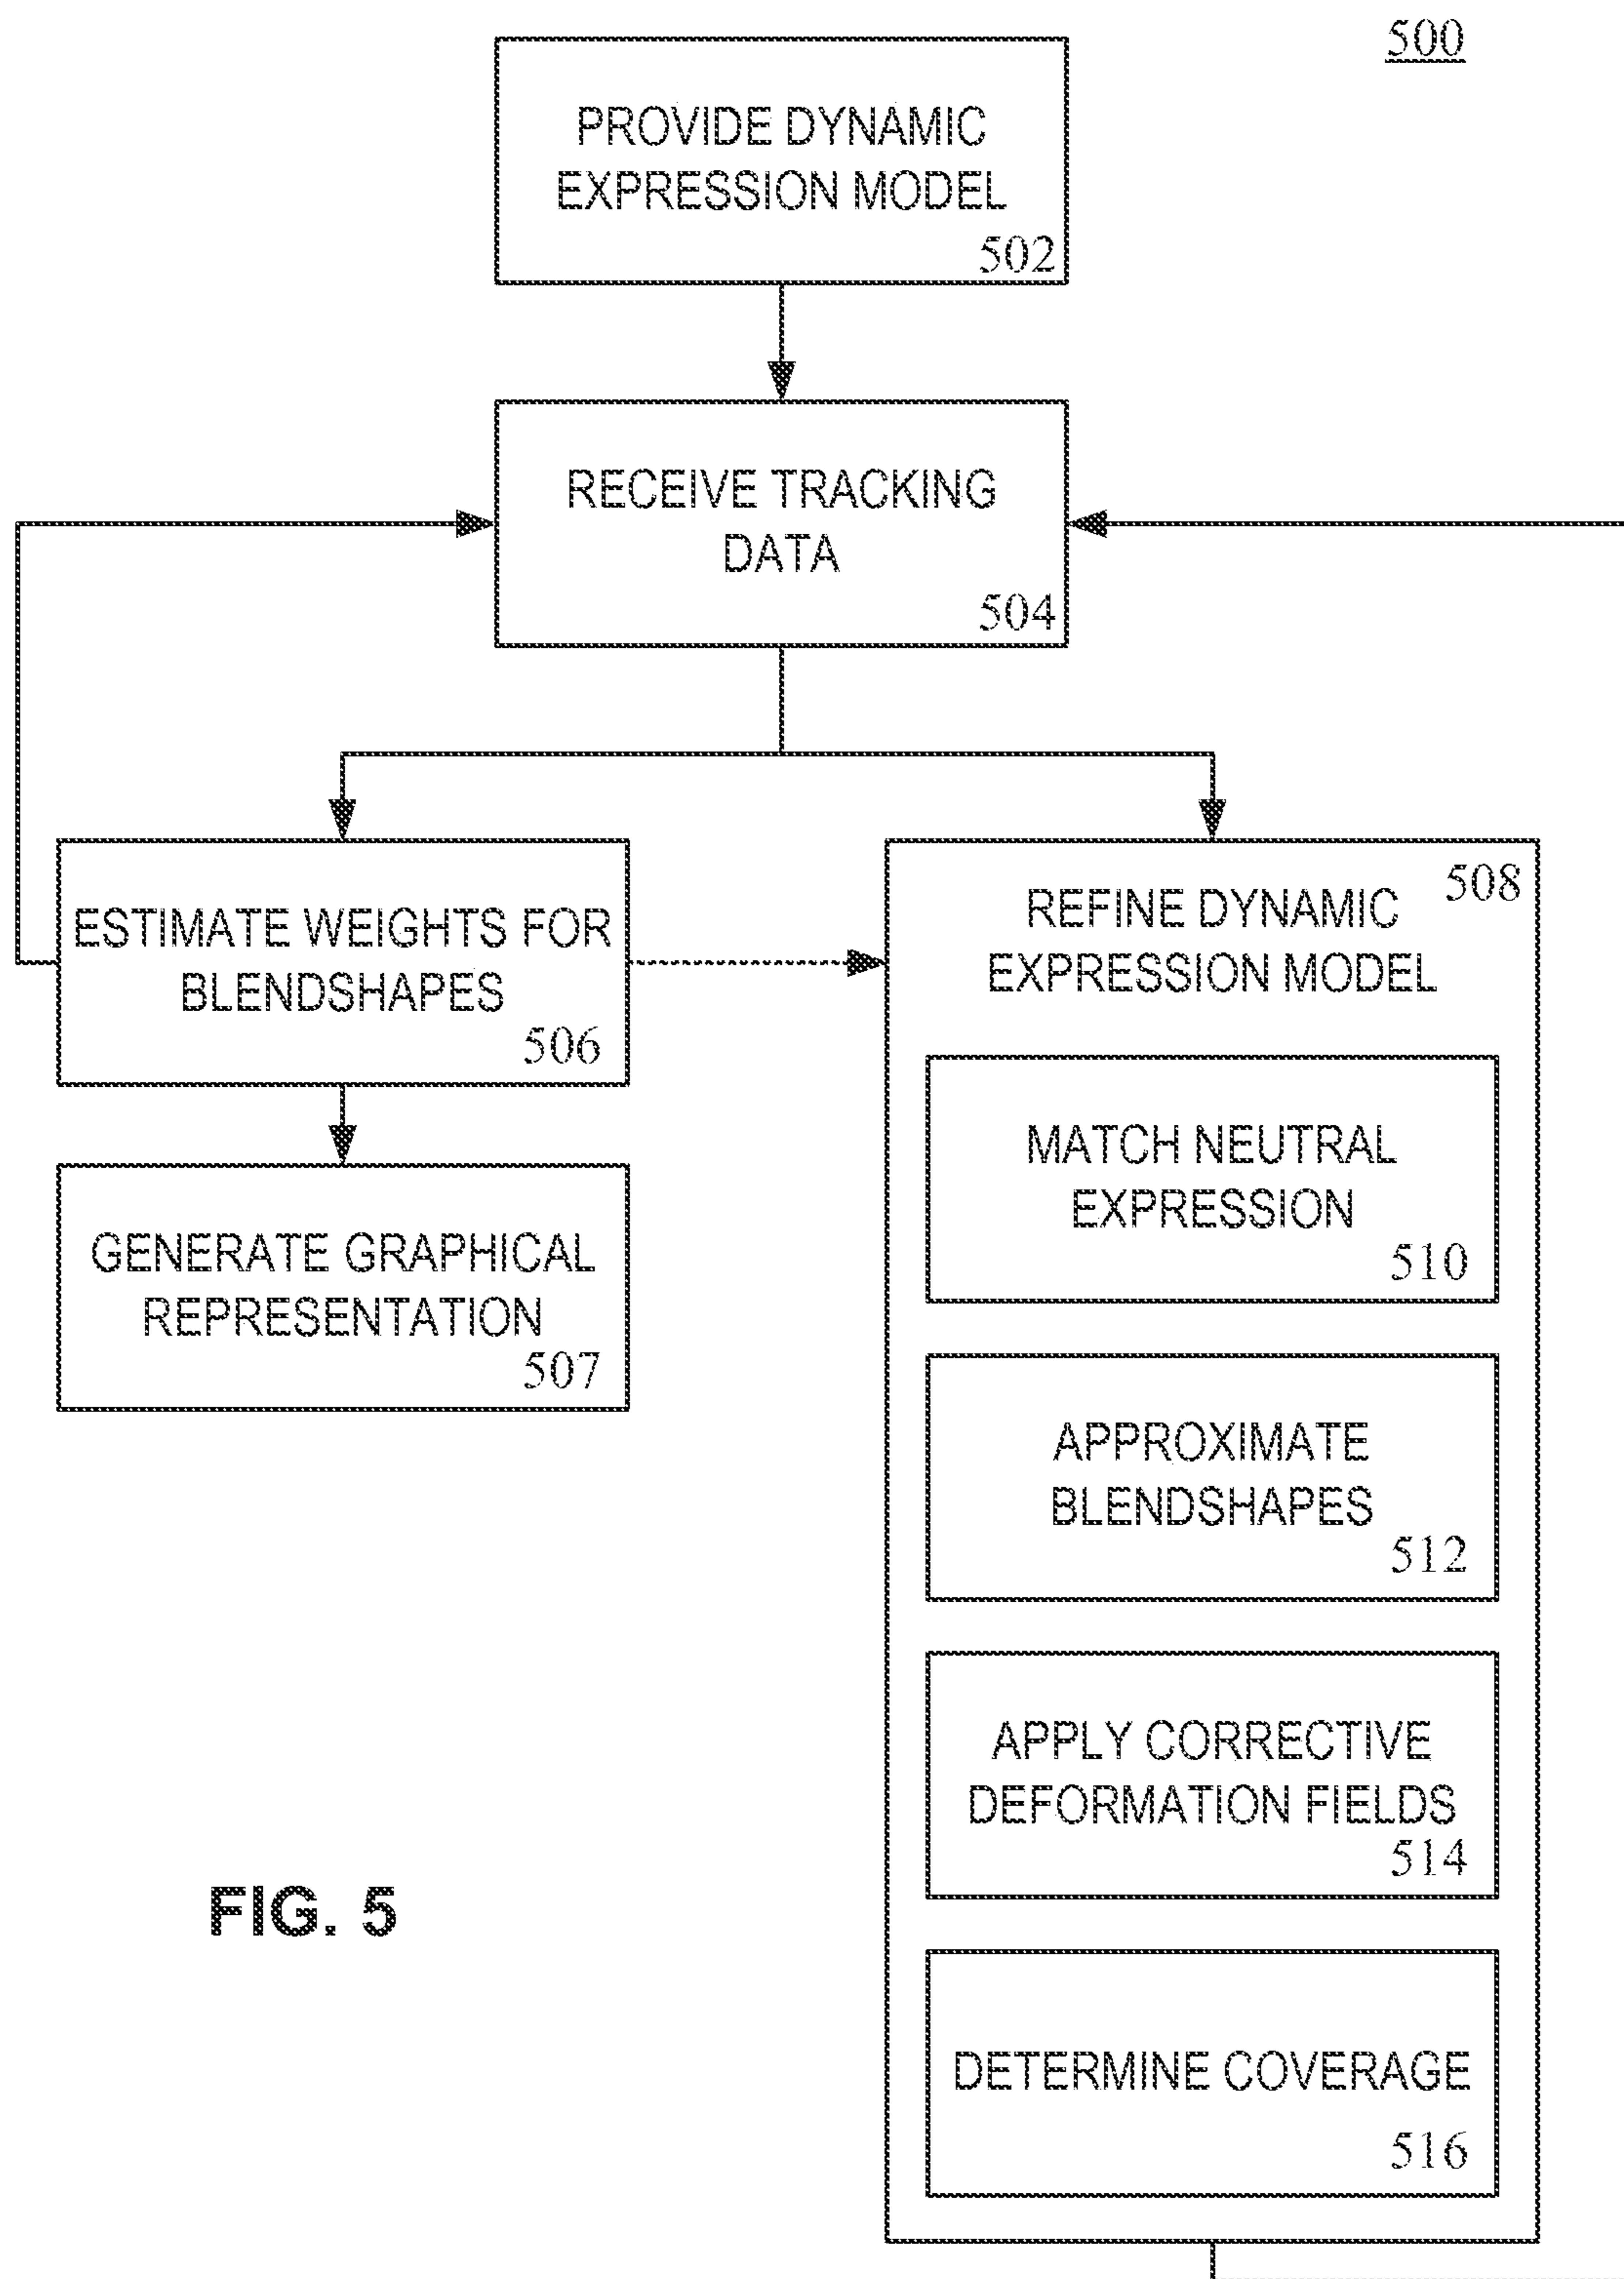 500
PROVIDE DYNAMIC
EXPRESSION MODEL
502
RECEIVE TRACKING
DATA
504
ESTIMATE WEIGHTS FOR
BLENDSHAPES
506
GENERATE GRAPHICAL
REPRESENTATION
507
508
REFINE DYNAMIC
EXPRESSION MODEL
MATCH NEUTRAL
EXPRESSION
510
APPROXIMATE
BLENDSHAPES
512
APPLY CORRECTIVE
DEFORMATION FIELDS
514
DETERMINE COVERAGE
516
FIG. 5